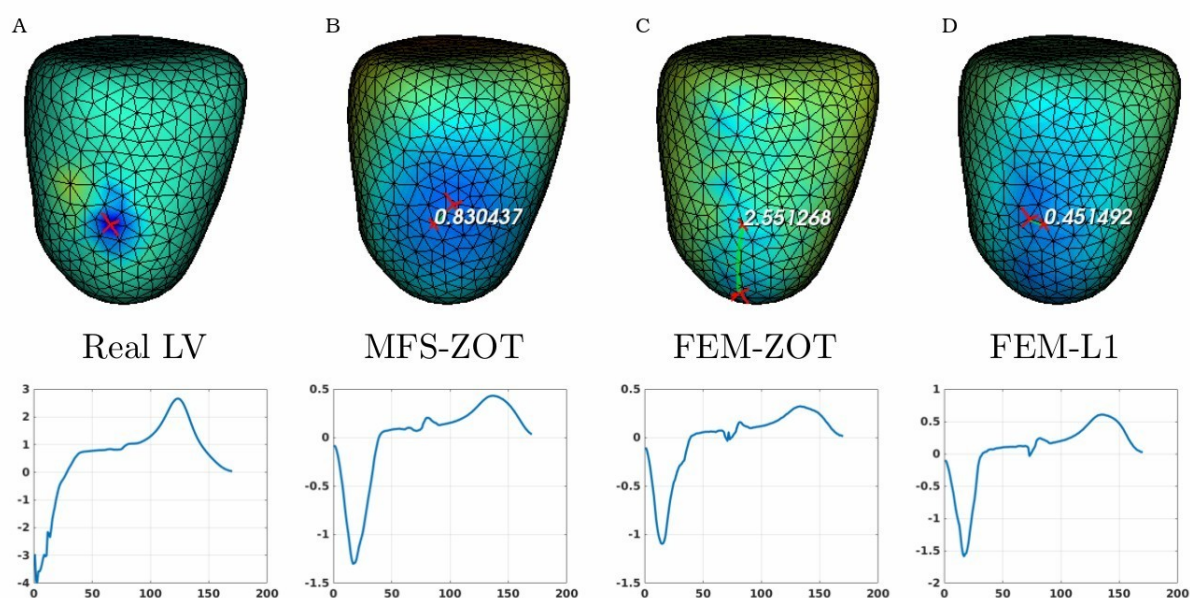 A B C D
0.830437 2.551268 0.451492
Real LV MFS-ZOT FEM-ZOT FEM-L1
3 0.5 0.5 1
2 0.5
1 0 0
0 0
-1 -0.5 -0.5 -0.5
-2 -1 -1 -1
-3 -1.5
-4 -1.5 -1.5 -2
0 50 100 150 200 0 50 100 150 200 0 50 100 150 200 0 50 100 150 200